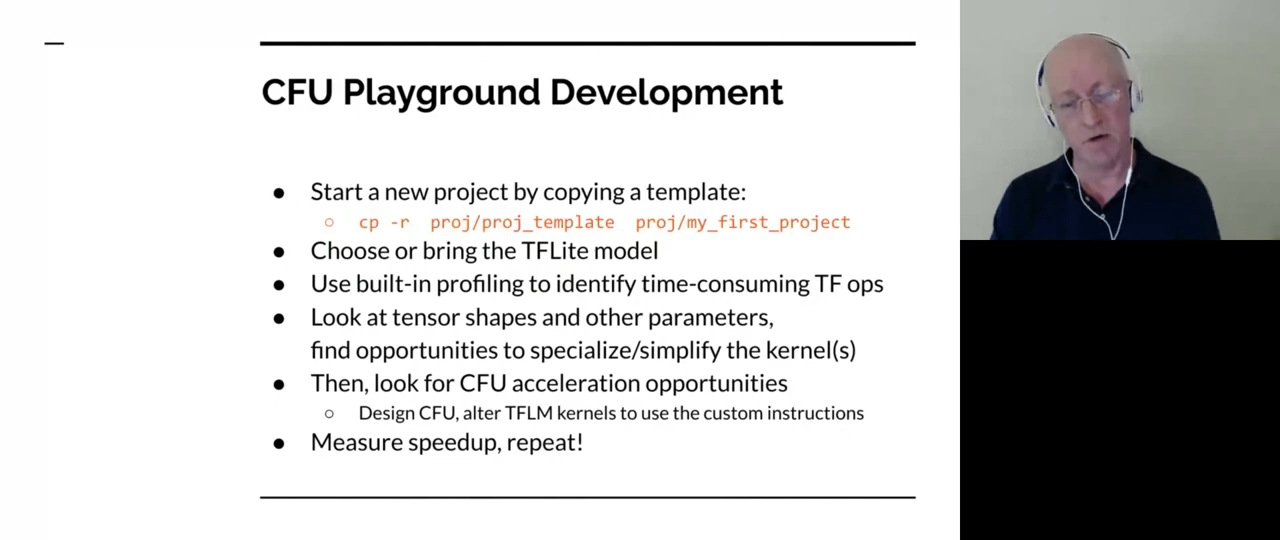 CFU Playground Development
● Start a new project by copying a template:
○ cp -r proj/proj_template proj/my_first_project
● Choose or bring the TFLite model
● Use built-in profiling to identify time-consuming TF ops
● Look at tensor shapes and other parameters,
find opportunities to specialize/simplify the kernel(s)
● Then, look for CFU acceleration opportunities
○ Design CFU, alter TFLM kernels to use the custom instructions
● Measure speedup, repeat!